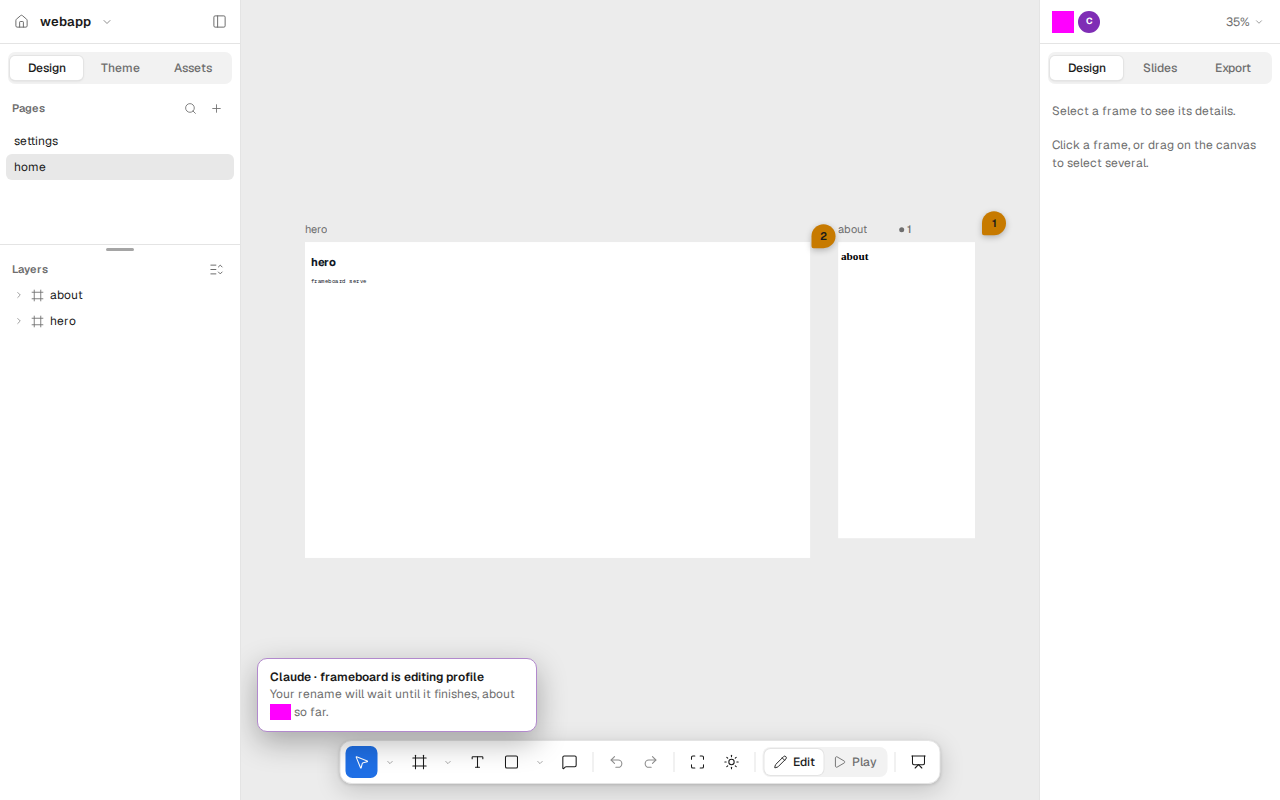 webapp
Design Theme Assets
Pages
settings
home
Layers
about
hero
hero
2
about 1
1
hero
frameboard serve
about
Claude · frameboard is editing profile
Your rename will wait until it finishes, about
so far.
Edit Play
C
35%
Design Slides Export
Select a frame to see its details.
Click a frame, or drag on the canvas
to select several.